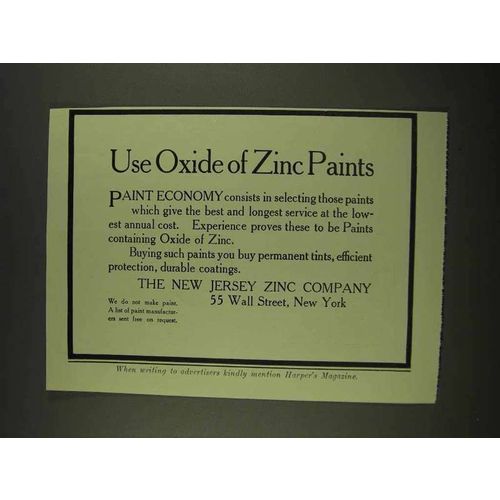 Use Oxide of Zinc Paints
PAINT ECONOMY consists in selecting those paints
which give the best and longest service at the low-
est annual cost. Experience proves these to be Paints
containing Oxide of Zinc.
Buying such paints you buy permanent tints, efficient
protection, durable coatings.
THE NEW JERSEY ZINC COMPANY
55 Wall Street, New York
We do not make paint.
A list of paint manufactur-
ers sent free on request.
When writing to advertisers kindly mention Harper's Magazine.